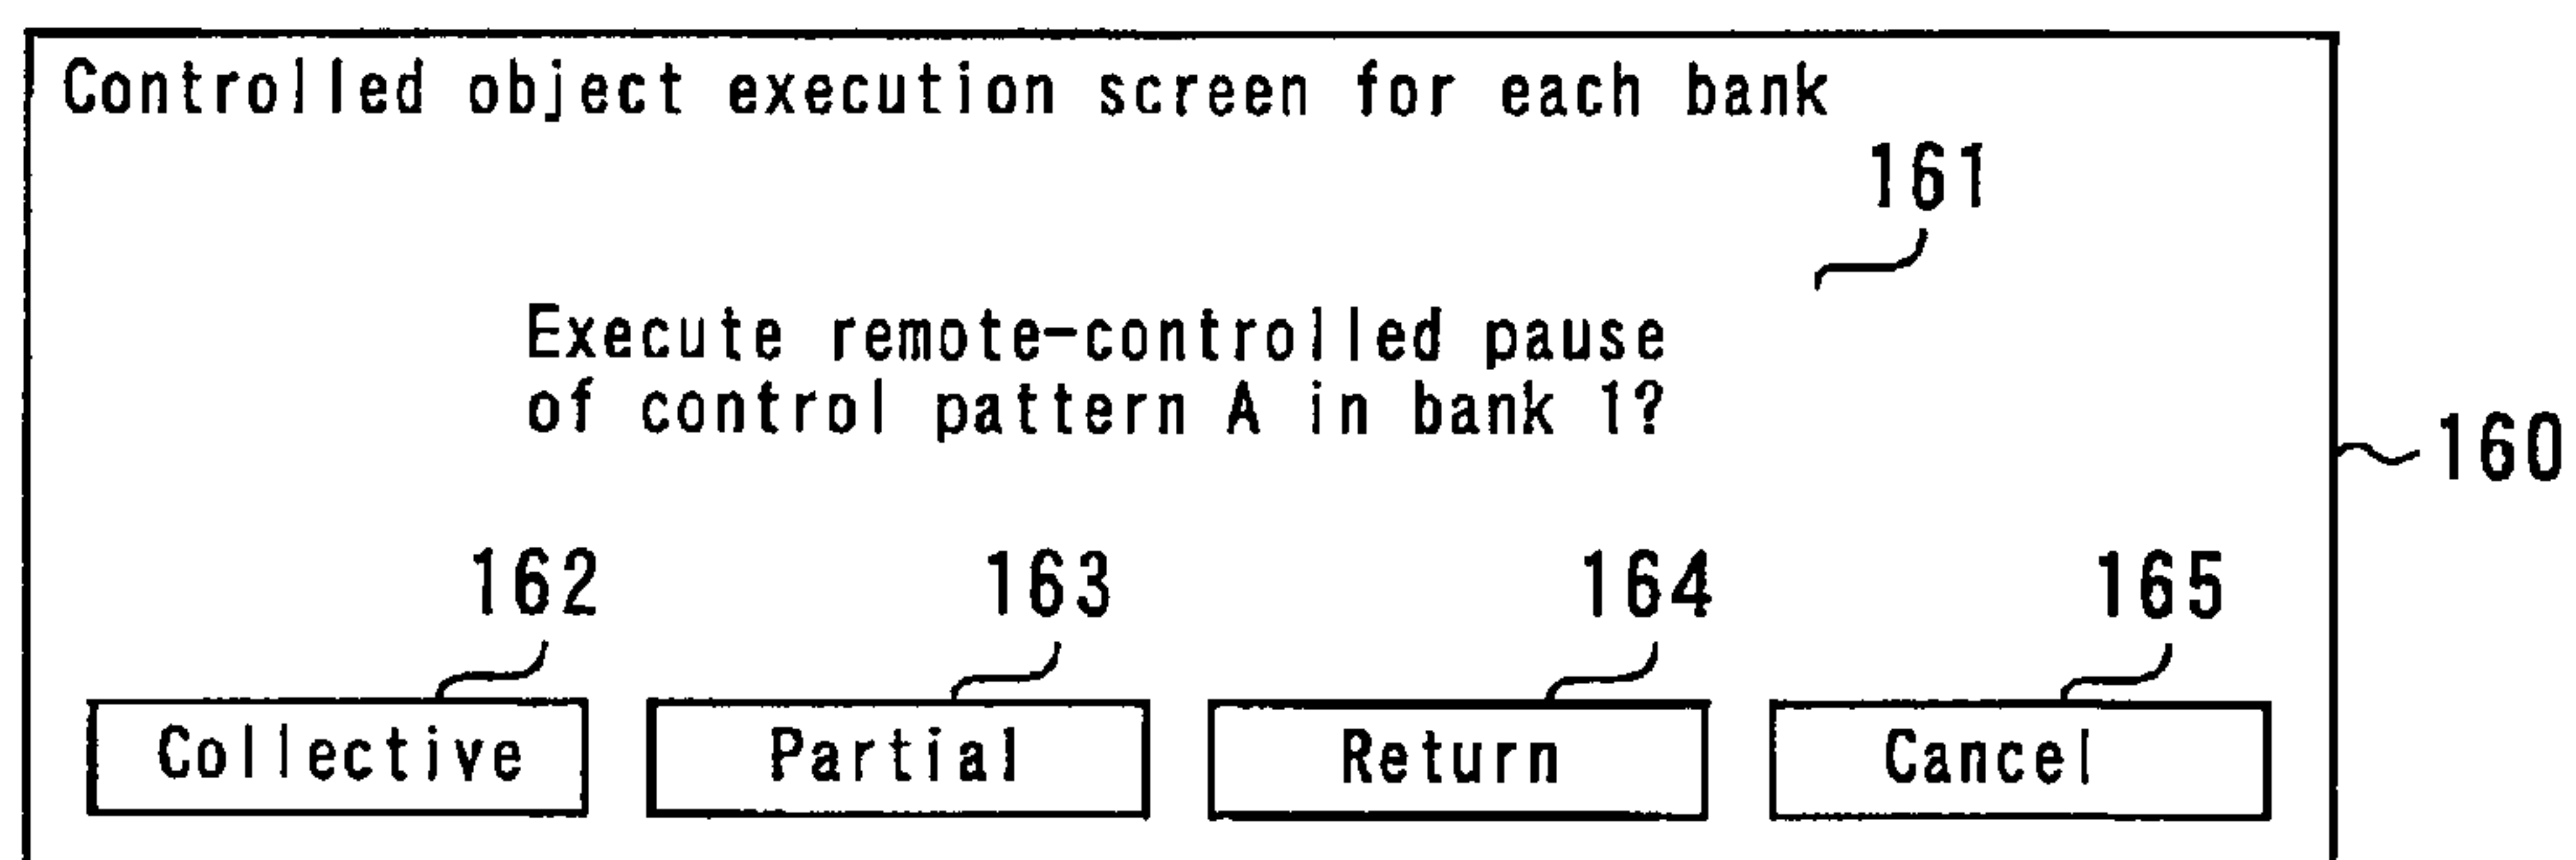 Controlled object execution screen for each bank
161
Execute remote-controlled pause
of control pattern A in bank 1?
160
162 163 164 165
Collective Partial Return Cancel